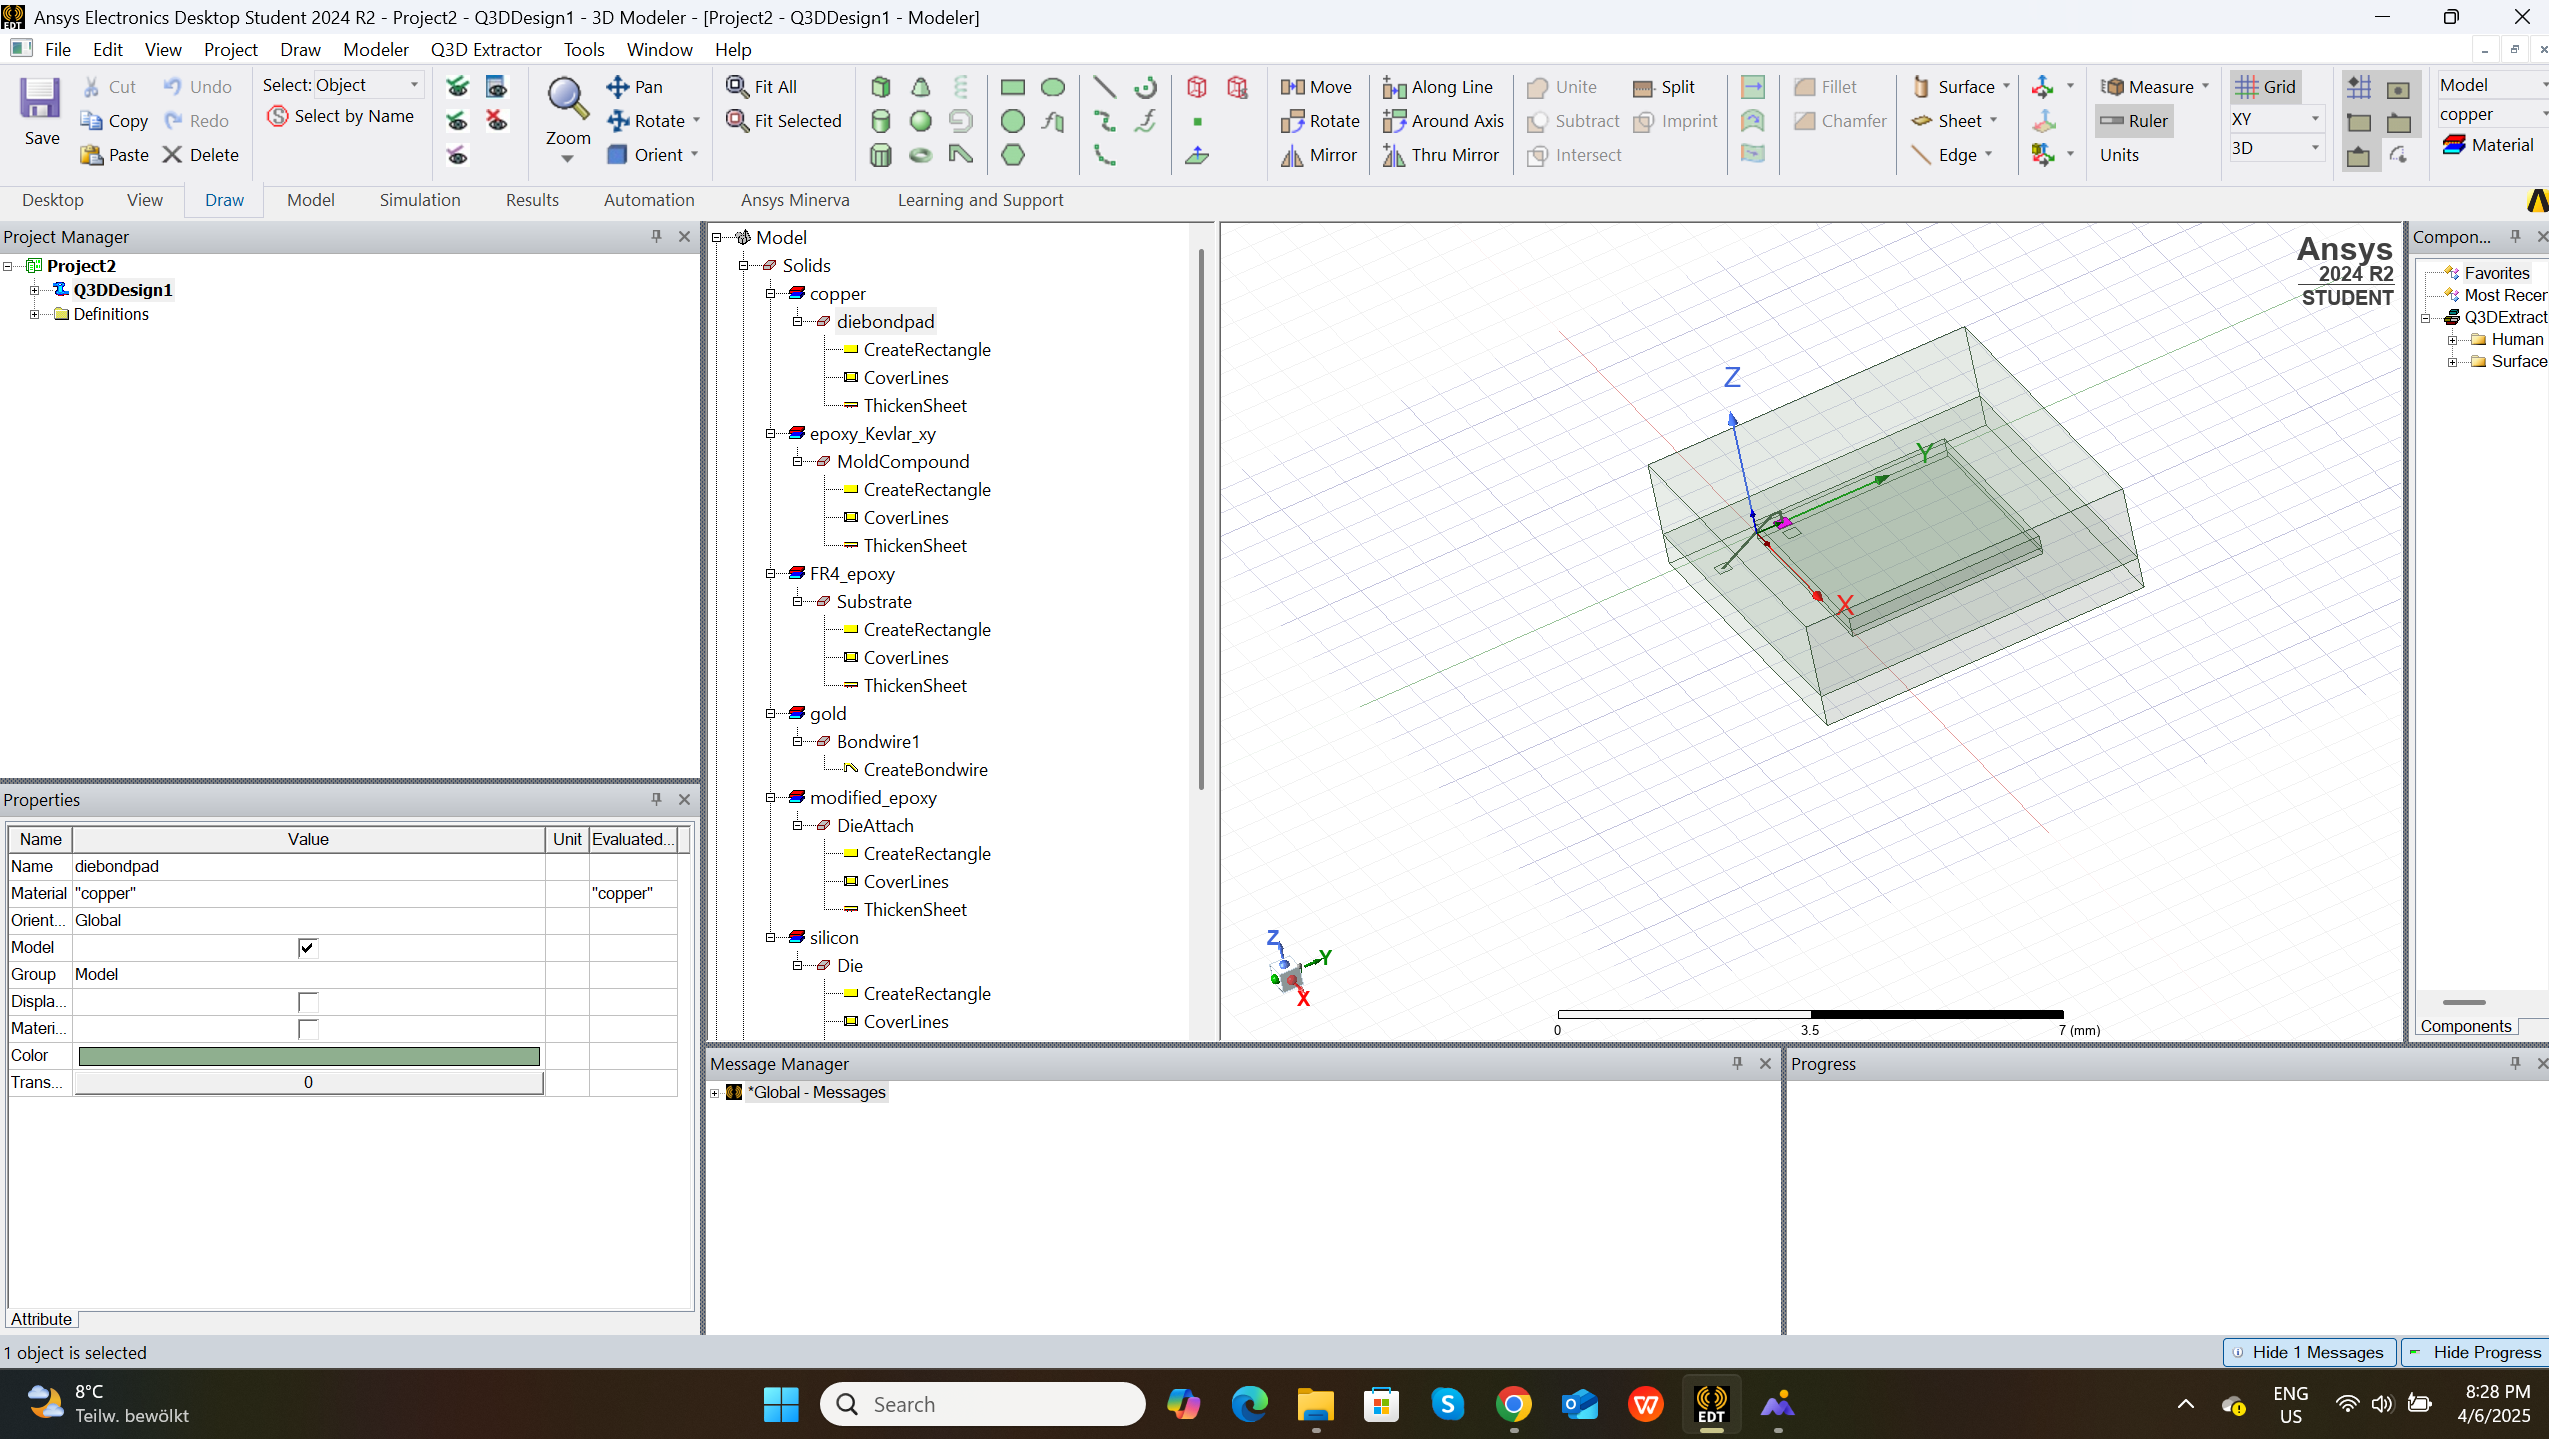 Ansys Electronics Desktop Student 2024 R2 - Project2 - Q3DDesign1 - 3D Modeler - [Project2 - Q3DDesign1 - Modeler]
File Edit View Project Draw Modeler Q3D Extractor Tools Window Help
Save
Cut
Copy
Paste
Undo
Redo
Delete
Select: Object
Select by Name
Zoom
Pan
Rotate
Orient
Fit All
Fit Selected
Move
Rotate
Mirror
Along Line
Around Axis
Thru Mirror
Unite
Subtract
Intersect
Split
Imprint
Fillet
Chamfer
Surface
Sheet
Edge
Measure
Ruler
Units
Grid
XY
3D
Model
copper
Material
Desktop View Draw Model Simulation Results Automation Ansys Minerva Learning and Support
Project Manager
Project2
Q3DDesign1
Definitions
Properties
Name Value Unit Evaluated...
Name diebondpad
Material "copper" "copper"
Orient... Global
Model
Group Model
Displa...
Materi...
Color
Trans... 0
Attribute
Model
Solids
copper
diebondpad
CreateRectangle
CoverLines
ThickenSheet
epoxy_Kevlar_xy
MoldCompound
CreateRectangle
CoverLines
ThickenSheet
FR4_epoxy
Substrate
CreateRectangle
CoverLines
ThickenSheet
gold
Bondwire1
CreateBondwire
modified_epoxy
DieAttach
CreateRectangle
CoverLines
ThickenSheet
silicon
Die
CreateRectangle
CoverLines
Ansys
2024 R2
STUDENT
Z
Y
X
Z
Y
X
0 3.5 7 (mm)
Compon...
Favorites
Most Recer
Q3DExtract
Human
Surface
Components
Message Manager
*Global - Messages
Progress
1 object is selected
Hide 1 Messages
Hide Progress
8°C
Teilw. bewölkt
Search
EDT
ENG
US
8:28 PM
4/6/2025